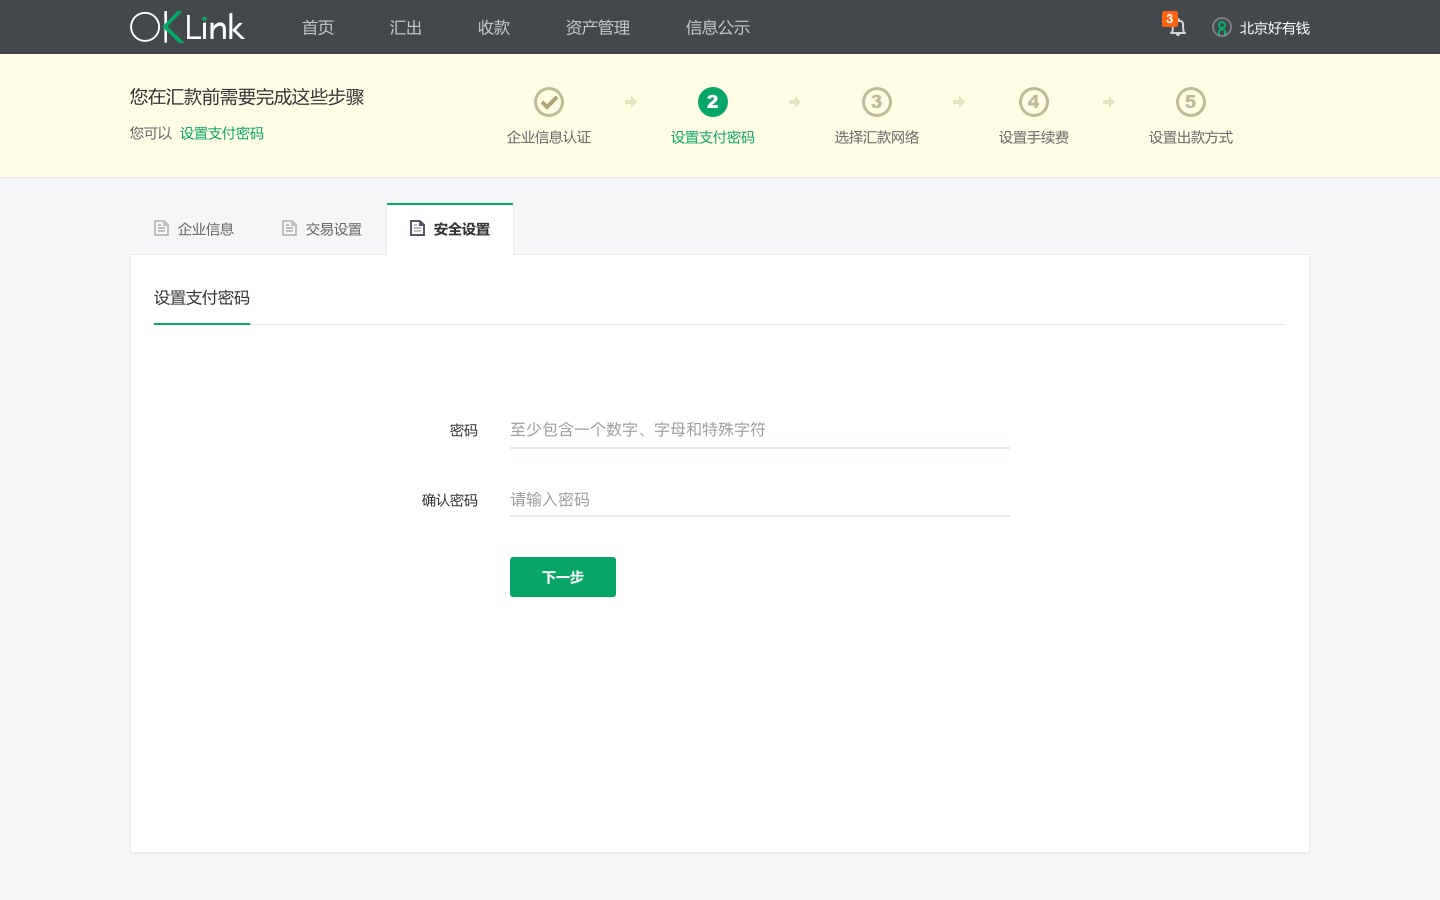 OKLink 首页 汇出 收款 资产管理 信息公示 3 北京好有钱
您在汇款前需要完成这些步骤
您可以 设置支付密码
2 3 4 5
企业信息认证 设置支付密码 选择汇款网络 设置手续费 设置出款方式
企业信息 交易设置 安全设置
设置支付密码
密码 至少包含一个数字、字母和特殊字符
确认密码 请输入密码
下一步